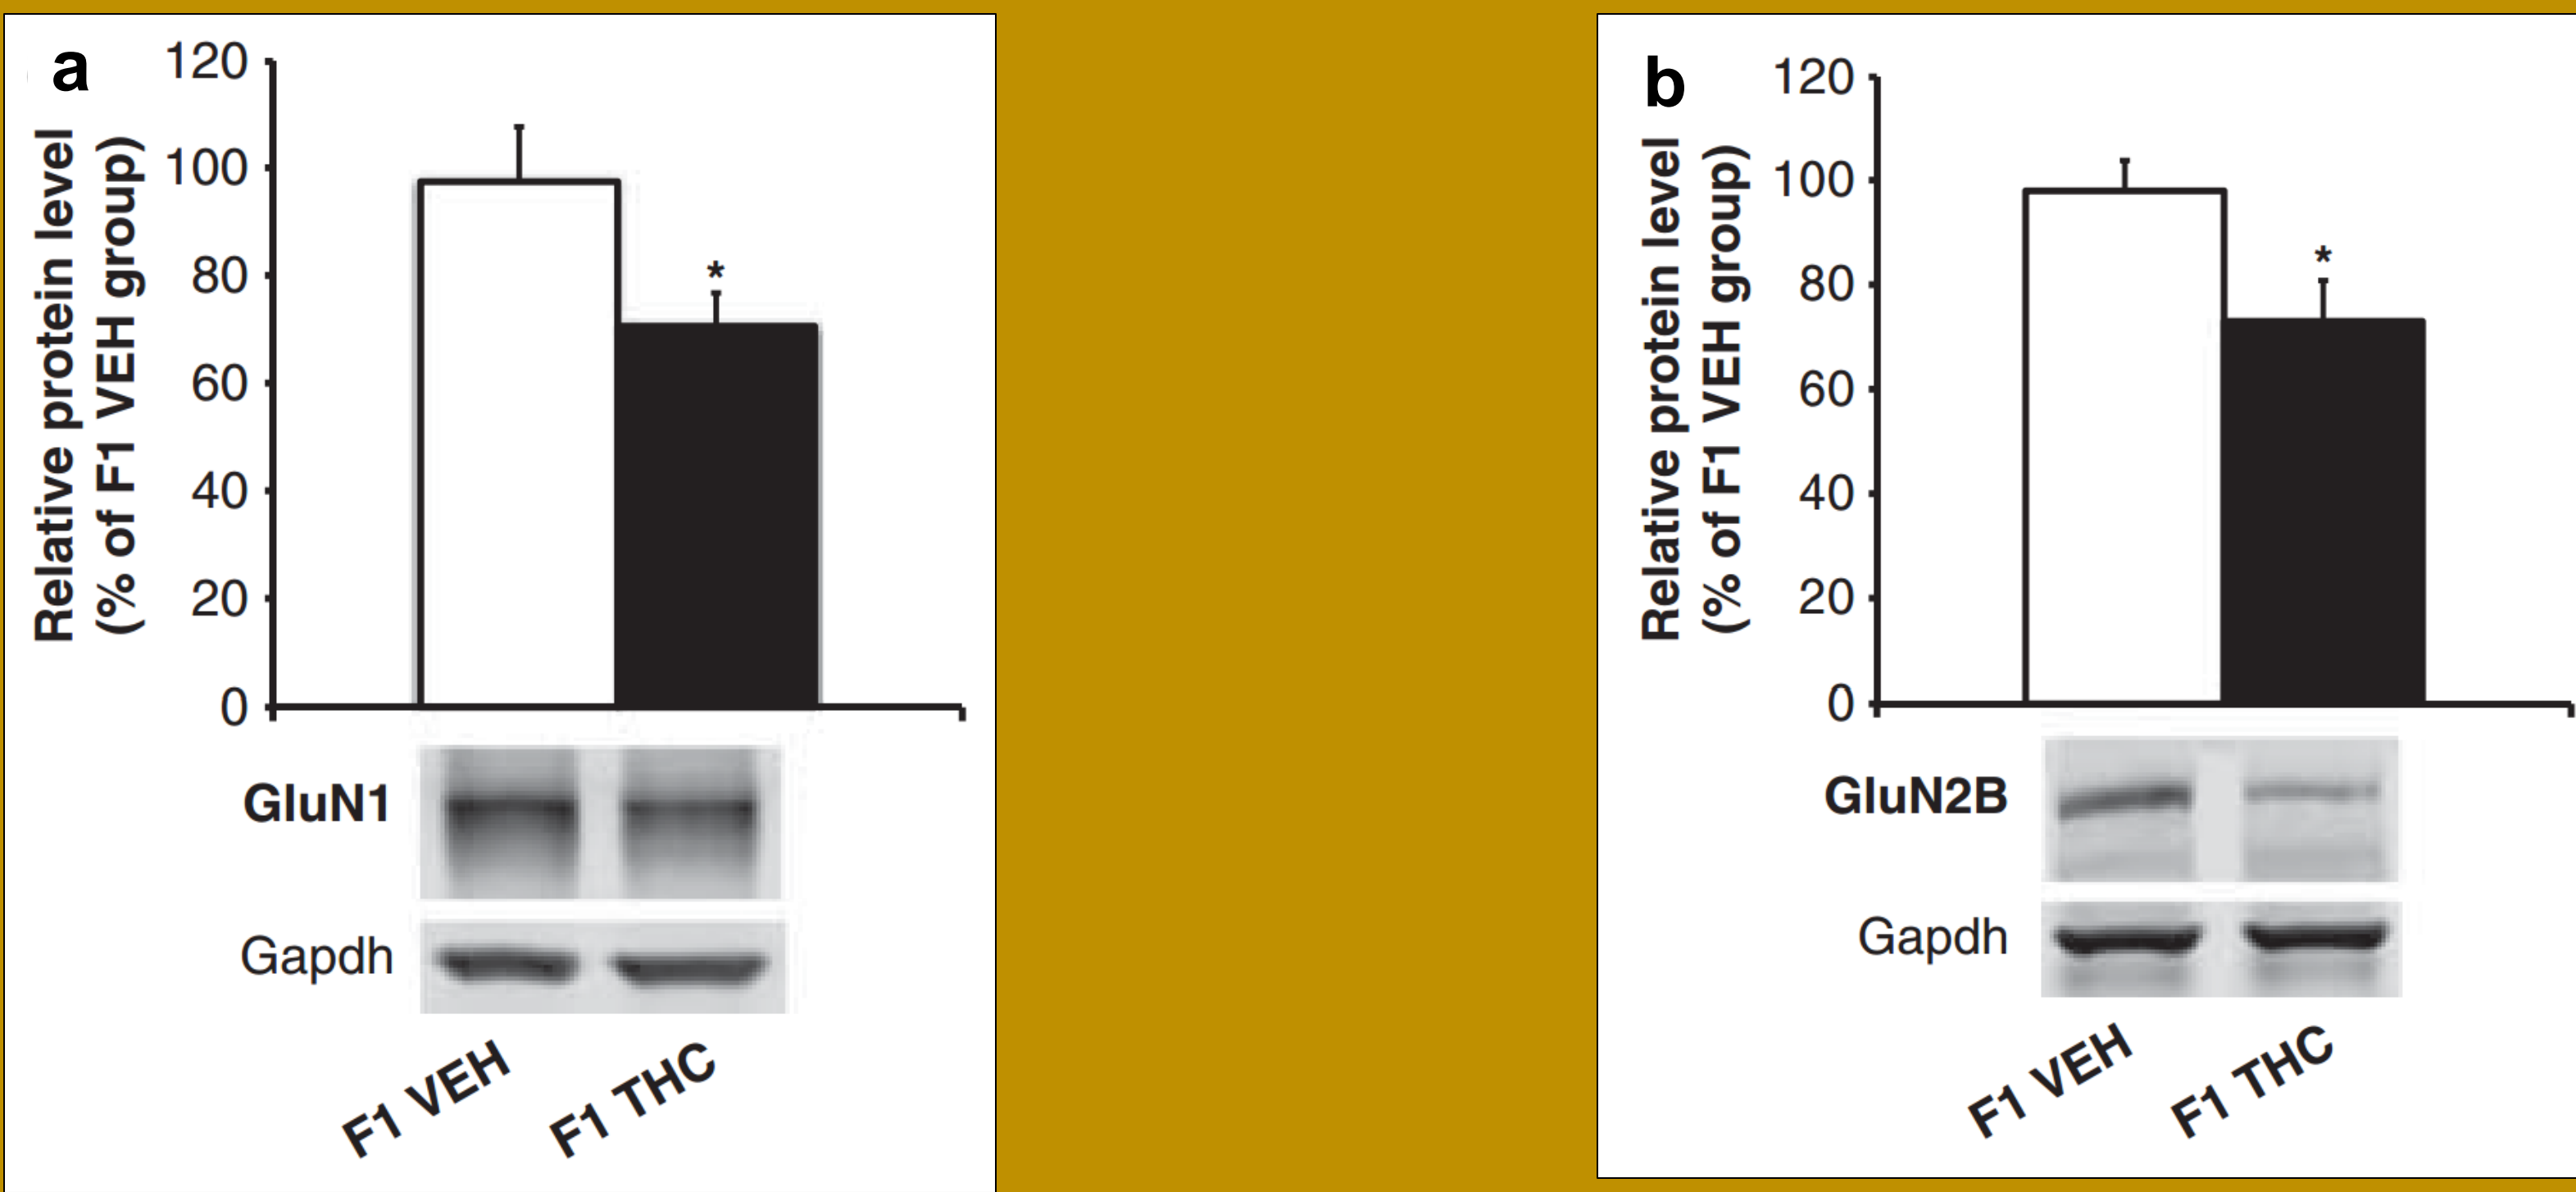 a
Relative protein level
(% of F1 VEH group)
120
100
80
60
40
20
0
*
GluN1
Gapdh
F1 VEH
F1 THC
b
Relative protein level
(% of F1 VEH group)
120
100
80
60
40
20
0
*
GluN2B
Gapdh
F1 VEH
F1 THC